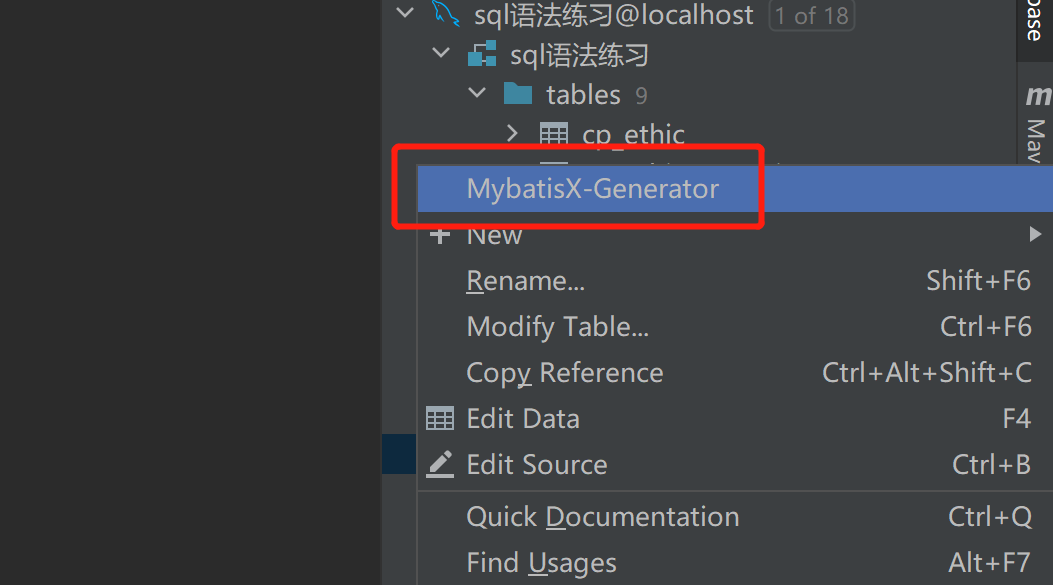 sql语法练习@localhost 1 of 18
sql语法练习
tables 9
cp_ethic
MybatisX-Generator
New
Rename... Shift+F6
Modify Table... Ctrl+F6
Copy Reference Ctrl+Alt+Shift+C
Edit Data F4
Edit Source Ctrl+B
Quick Documentation Ctrl+Q
Find Usages Alt+F7
base
m
Mav